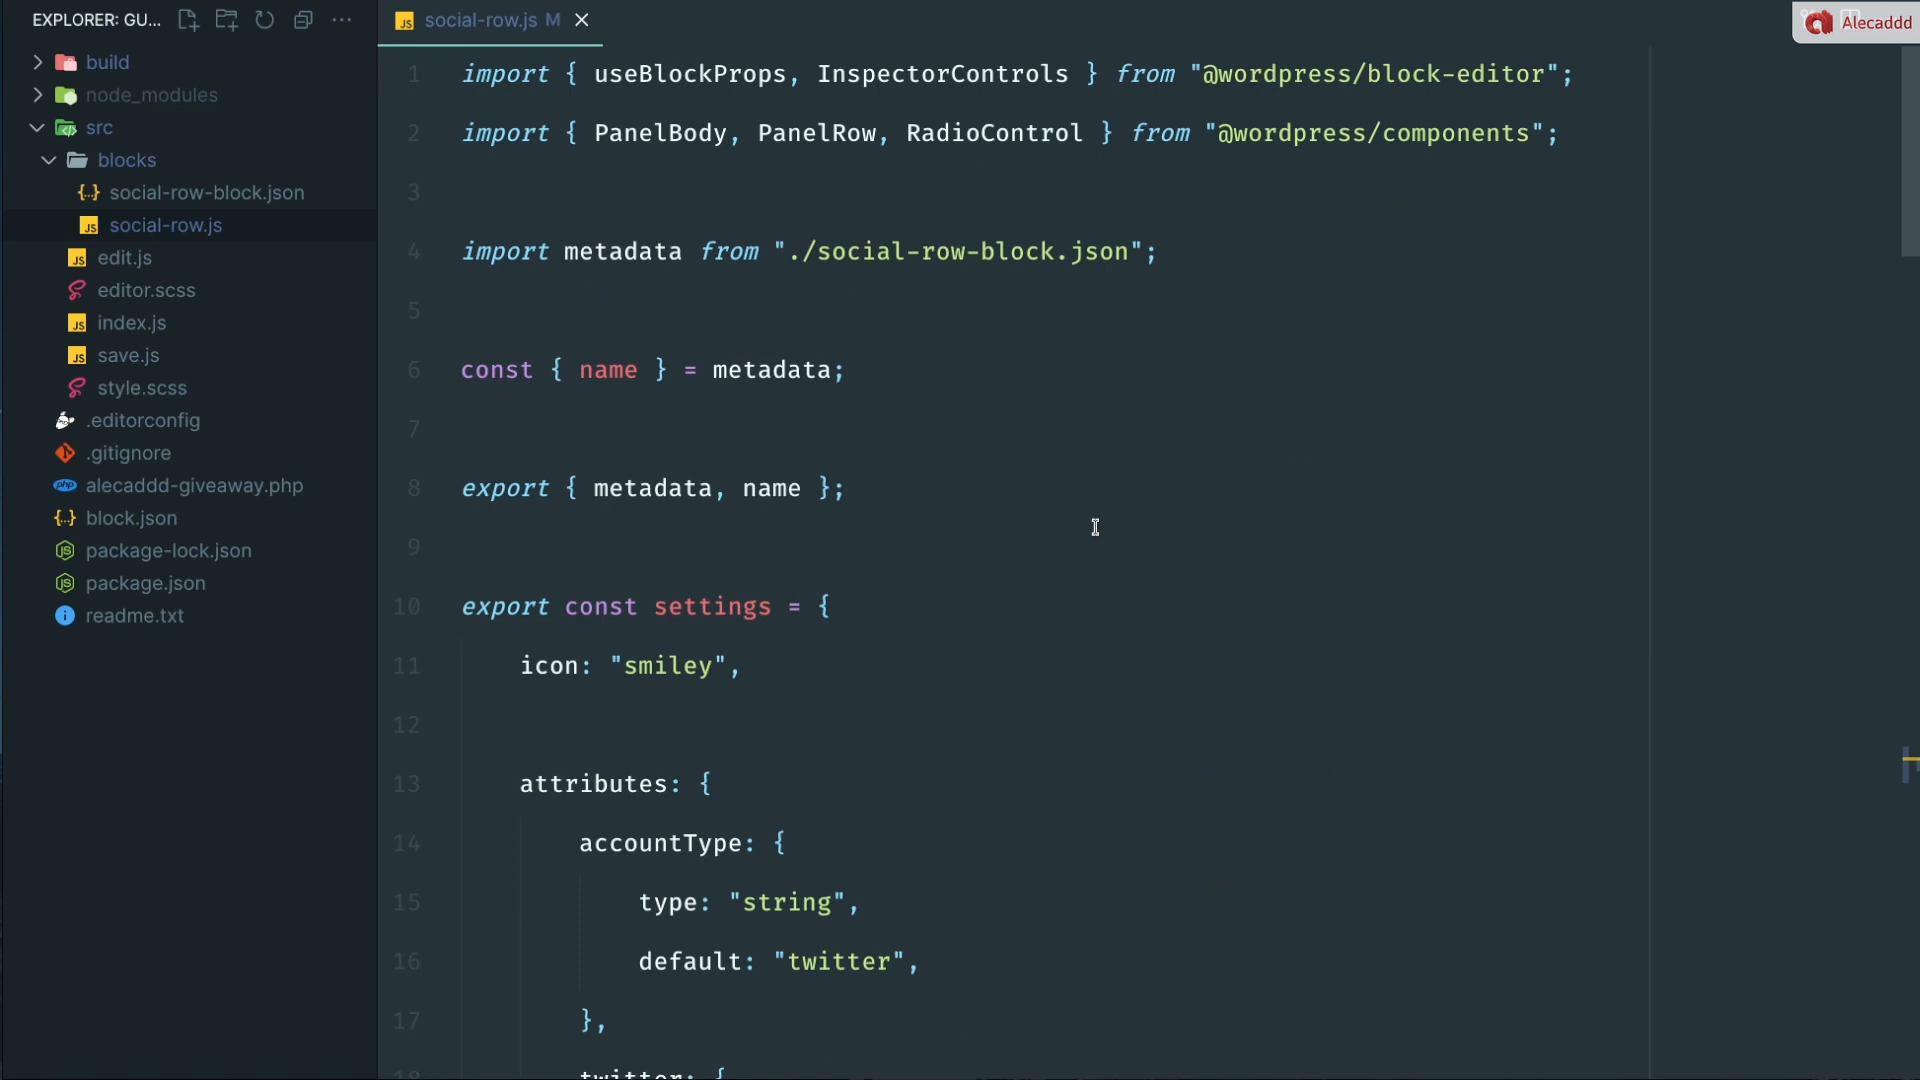 EXPLORER: GU...
build
node_modules
src
blocks
social-row-block.json
social-row.js
edit.js
editor.scss
index.js
save.js
style.scss
.editorconfig
.gitignore
alecaddd-giveaway.php
block.json
package-lock.json
package.json
readme.txt
social-row.js M
Alecaddd
1 import { useBlockProps, InspectorControls } from "@wordpress/block-editor";
2 import { PanelBody, PanelRow, RadioControl } from "@wordpress/components";
3
4 import metadata from "./social-row-block.json";
5
6 const { name } = metadata;
7
8 export { metadata, name };
9
10 export const settings = {
11 icon: "smiley",
12
13 attributes: {
14 accountType: {
15 type: "string",
16 default: "twitter",
17 },
18 twitter: {